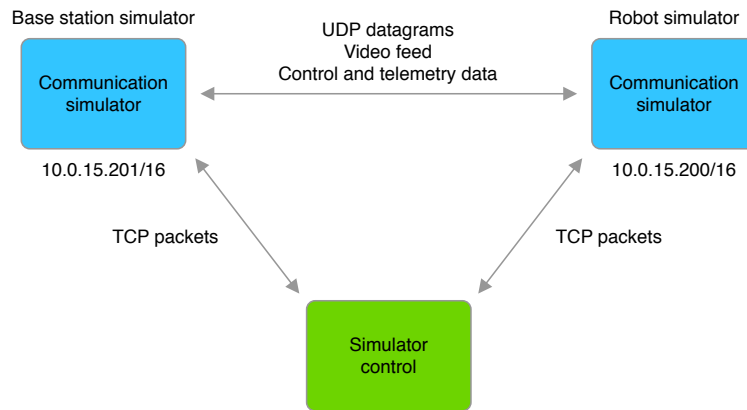 Base station simulator
Robot simulator
UDP datagrams
Video feed
Control and telemetry data
Communication
simulator
Communication
simulator
10.0.15.201/16
10.0.15.200/16
TCP packets
TCP packets
Simulator
control